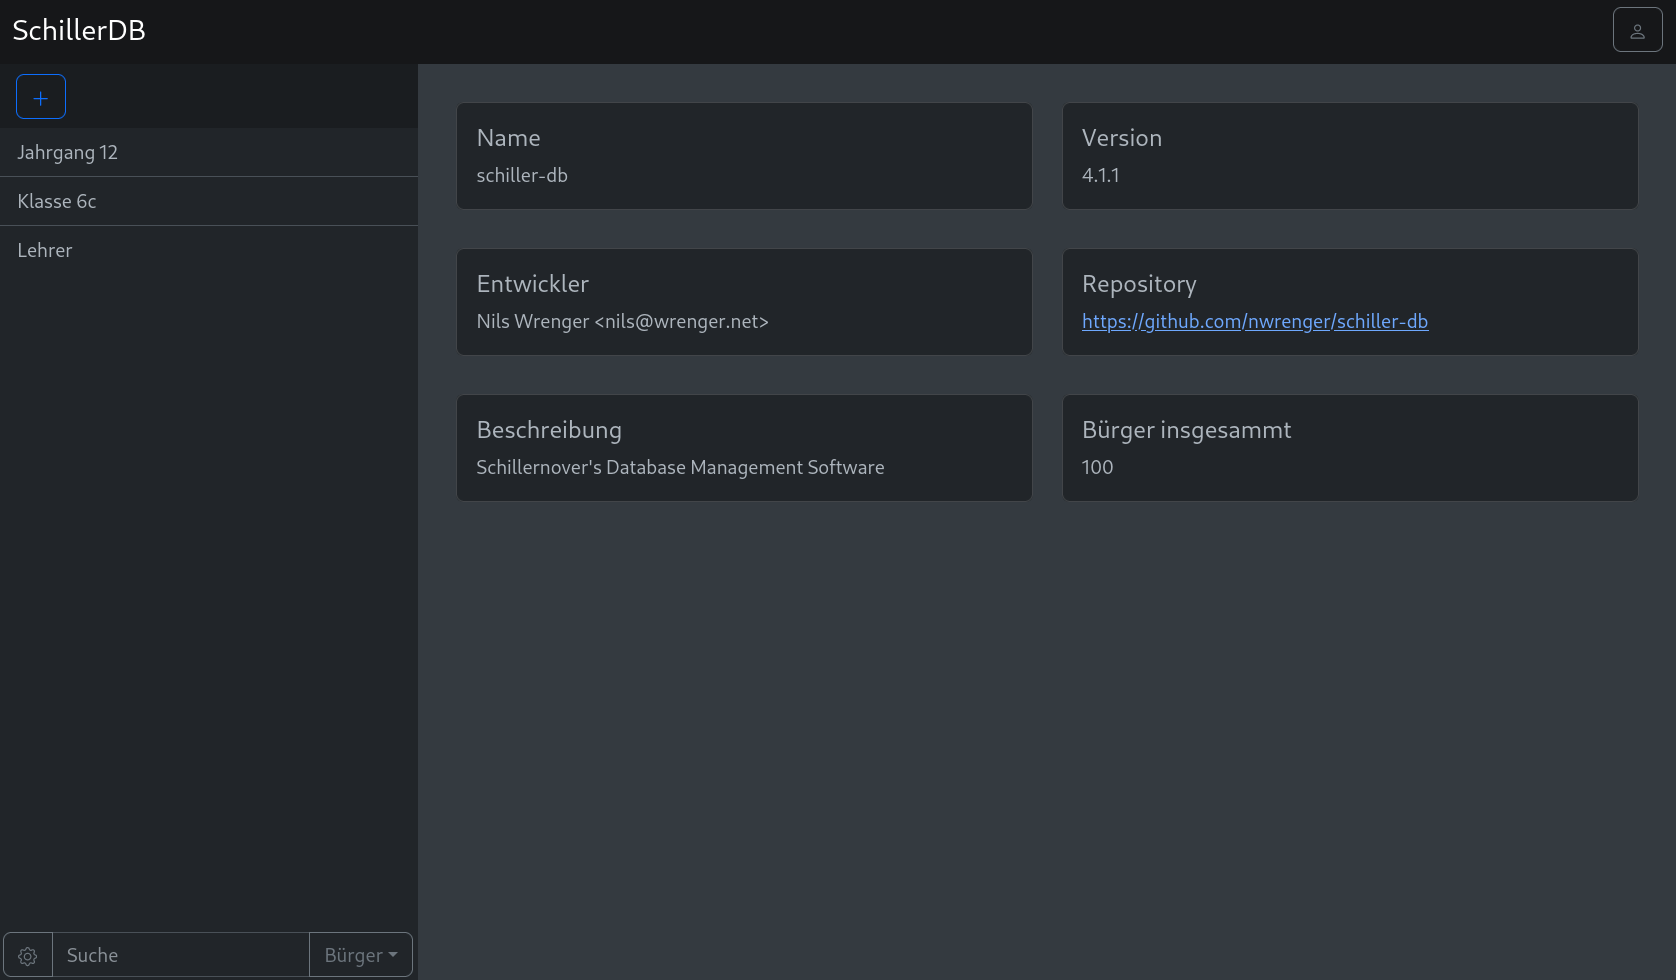 SchillerDB
Jahrgang 12
Klasse 6c
Lehrer
Name
schiller-db
Version
4.1.1
Entwickler
Nils Wrenger <nils@wrenger.net>
Repository
https://github.com/nwrenger/schiller-db
Beschreibung
Schillernover's Database Management Software
Bürger insgesammt
100
Suche
Bürger